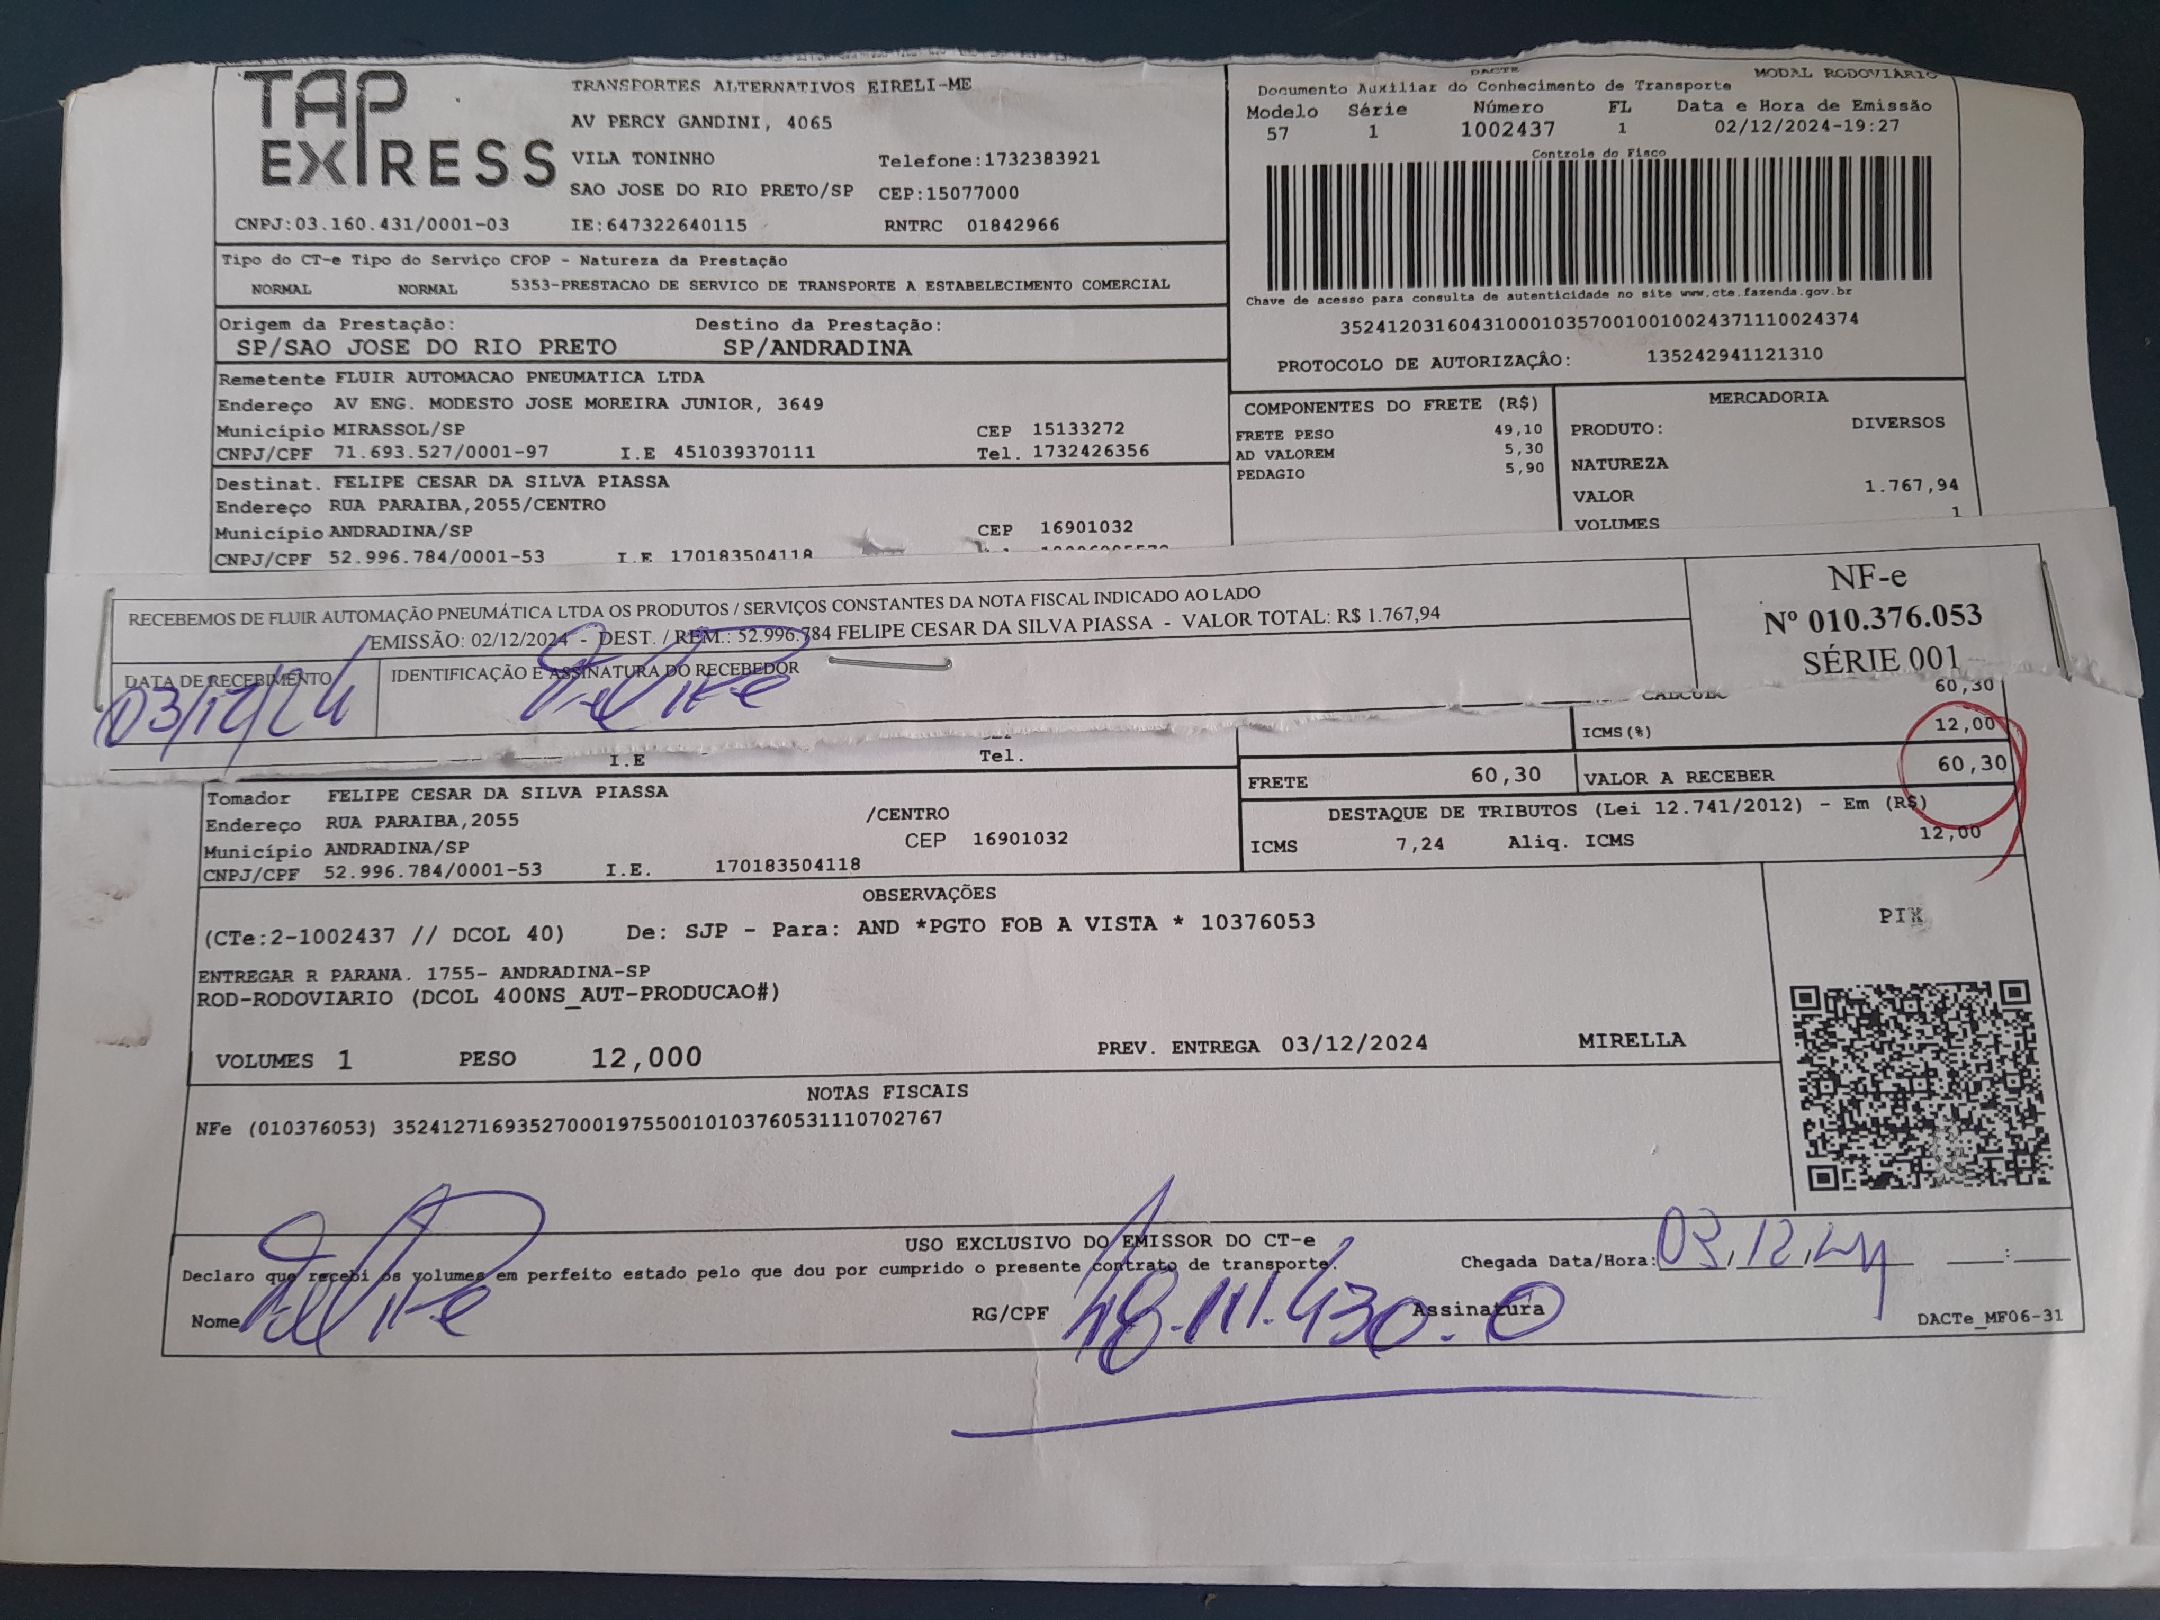 TAP EXPRESS
TRANSPORTES ALTERNATIVOS EIRELI-ME
AV PERCY GANDINI, 4065
VILA TONINHO Telefone:1732383921
SAO JOSE DO RIO PRETO/SP CEP:15077000
CNPJ:03.160.431/0001-03 IE:647322640115 RNTRC 01842966
DACTE MODAL RODOVIÁRIO
Documento Auxiliar do Conhecimento de Transporte
Modelo Série Número FL Data e Hora de Emissão
57 1 1002437 1 02/12/2024-19:27
Controle do Fisco
Chave de acesso para consulta de autenticidade no site www.cte.fazenda.gov.br
35241203160431000103570010010024371110024374
PROTOCOLO DE AUTORIZAÇÂO: 135242941121310
Tipo do CT-e Tipo do Serviço CFOP - Natureza da Prestação
NORMAL NORMAL 5353-PRESTACAO DE SERVICO DE TRANSPORTE A ESTABELECIMENTO COMERCIAL
Origem da Prestação: Destino da Prestação:
SP/SAO JOSE DO RIO PRETO SP/ANDRADINA
Remetente FLUIR AUTOMACAO PNEUMATICA LTDA
Endereço AV ENG. MODESTO JOSE MOREIRA JUNIOR, 3649
Município MIRASSOL/SP CEP 15133272
CNPJ/CPF 71.693.527/0001-97 I.E 451039370111 Tel. 1732426356
Destinat. FELIPE CESAR DA SILVA PIASSA
Endereço RUA PARAIBA,2055/CENTRO
Município ANDRADINA/SP CEP 16901032
CNPJ/CPF 52.996.784/0001-53 I.E 170183504118
COMPONENTES DO FRETE (R$)
FRETE PESO 49,10
AD VALOREM 5,30
PEDAGIO 5,90
MERCADORIA
PRODUTO: DIVERSOS
NATUREZA
VALOR 1.767,94
VOLUMES 1
RECEBEMOS DE FLUIR AUTOMAÇÃO PNEUMÁTICA LTDA OS PRODUTOS / SERVIÇOS CONSTANTES DA NOTA FISCAL INDICADO AO LADO
EMISSÃO: 02/12/2024 - DEST. / REM.: 52.996.784 FELIPE CESAR DA SILVA PIASSA - VALOR TOTAL: R$ 1.767,94
NF-e
Nº 010.376.053
SÉRIE 001
DATA DE RECEBIMENTO IDENTIFICAÇÃO E ASSINATURA DO RECEBEDOR
03/12/24 Felipe
CALCULO 60,30
ICMS(%) 12,00
I.E Tel.
FRETE 60,30 VALOR A RECEBER 60,30
Tomador FELIPE CESAR DA SILVA PIASSA
Endereço RUA PARAIBA,2055 /CENTRO
Município ANDRADINA/SP CEP 16901032
CNPJ/CPF 52.996.784/0001-53 I.E. 170183504118
DESTAQUE DE TRIBUTOS (Lei 12.741/2012) - Em (R$)
ICMS 7,24 Aliq. ICMS 12,00
OBSERVAÇÕES
(CTe:2-1002437 // DCOL 40) De: SJP - Para: AND *PGTO FOB A VISTA * 10376053
ENTREGAR R PARANA. 1755- ANDRADINA-SP
ROD-RODOVIARIO (DCOL 400NS_AUT-PRODUCAO#)
VOLUMES 1 PESO 12,000 PREV. ENTREGA 03/12/2024 MIRELLA
PIX
NOTAS FISCAIS
NFe (010376053) 35241271693527000197550010103760531110702767
USO EXCLUSIVO DO EMISSOR DO CT-e
Declaro que recebi os volumes em perfeito estado pelo que dou por cumprido o presente contrato de transporte. Chegada Data/Hora: 03,12,24 :
Nome Felipe RG/CPF 48.111.430.0 Assinatura
DACTe_MF06-31